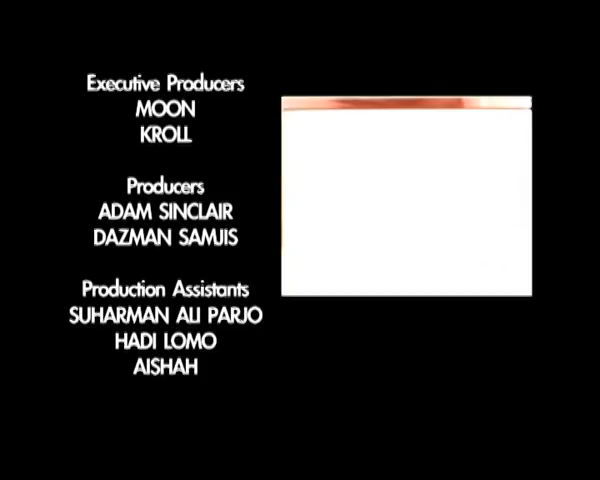 Executive Producers
MOON
KROLL
Producers
ADAM SINCLAIR
DAZMAN SAMJIS
Production Assistants
SUHARMAN ALI PARJO
HADI LOMO
AISHAH